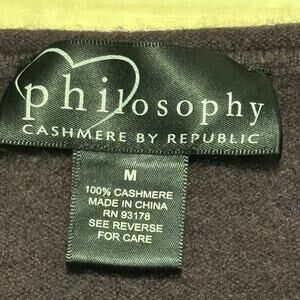 philosophy
CASHMERE BY REPUBLIC
M
100% CASHMERE
MADE IN CHINA
RN 93178
SEE REVERSE
FOR CARE